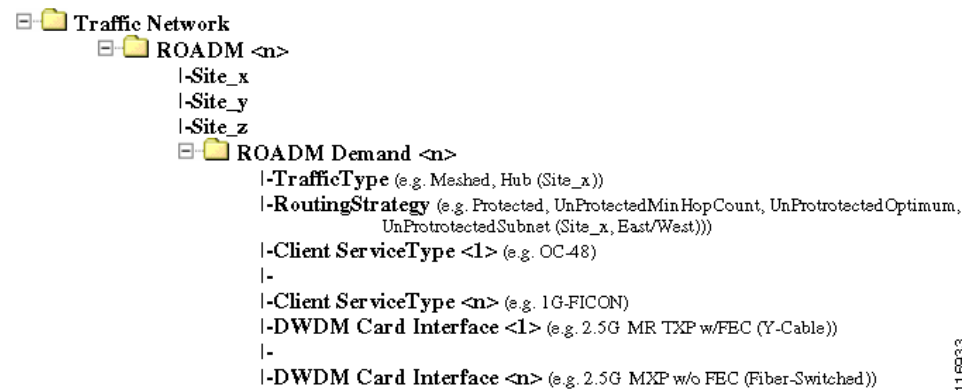 Traffic Network
ROADM <n>
|-Site_x
|-Site_y
|-Site_z
ROADM Demand <n>
|-TrafficType (e.g. Meshed, Hub (Site_x))
|-RoutingStrategy (e.g. Protected, UnProtectedMinHopCount, UnProtrotectedOptimum,
UnProtrotectedSubnet (Site_x, East/West)))
|-Client ServiceType <1> (e.g. OC-48)
|-
|-Client ServiceType <n> (e.g. 1G-FICON)
|-DWDM Card Interface <1> (e.g. 2.5G MR TXP w/FEC (Y-Cable))
|-
|-DWDM Card Interface <n> (e.g. 2.5G MXP w/o FEC (Fiber-Switched))
116933